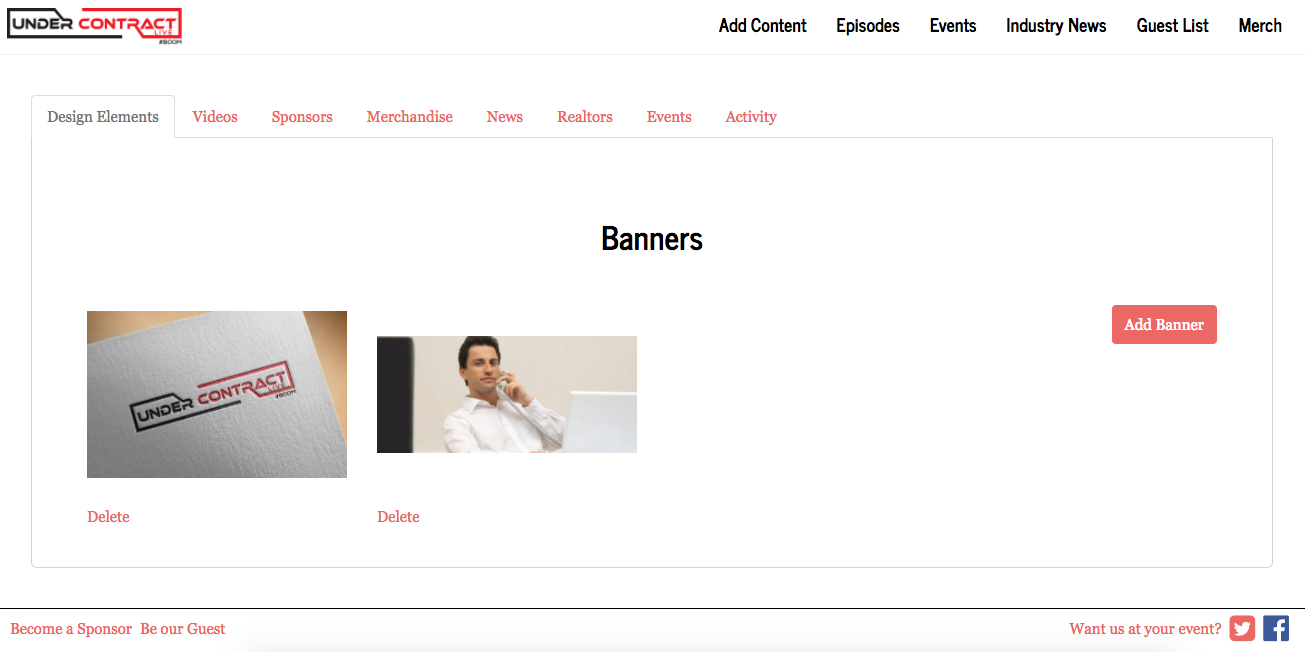 UNDER CONTRACT
LIVE
#BOOM
Add Content Episodes Events Industry News Guest List Merch
Design Elements Videos Sponsors Merchandise News Realtors Events Activity
Banners
Add Banner
UNDER CONTRACT
LIVE
#BOOM
Delete Delete
Become a Sponsor Be our Guest Want us at your event?